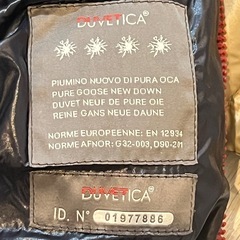 DUVETICA®
PIUMINO NUOVO DI PURA OCA
PURE GOOSE NEW DOWN
DUVET NEUF DE PURE OIE
REINE GANS NEUE DAUNE
NORME EUROPEENNE: EN 12934
NORME AFNOR: G32-003, D90-2M
DUVETICA®
ID. N° 01977886